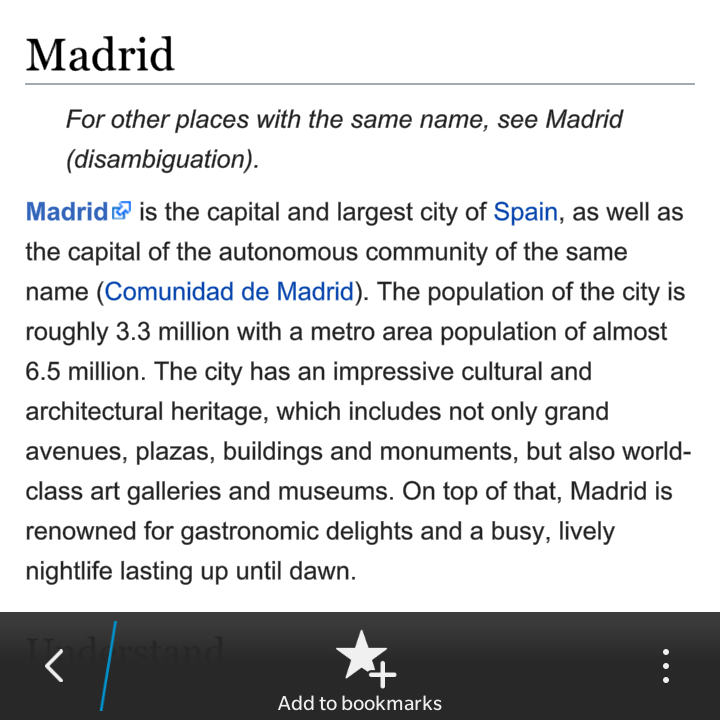 Madrid
For other places with the same name, see Madrid
(disambiguation).
Madrid is the capital and largest city of Spain, as well as
the capital of the autonomous community of the same
name (Comunidad de Madrid). The population of the city is
roughly 3.3 million with a metro area population of almost
6.5 million. The city has an impressive cultural and
architectural heritage, which includes not only grand
avenues, plazas, buildings and monuments, but also world-
class art galleries and museums. On top of that, Madrid is
renowned for gastronomic delights and a busy, lively
nightlife lasting up until dawn.
Understand
Add to bookmarks